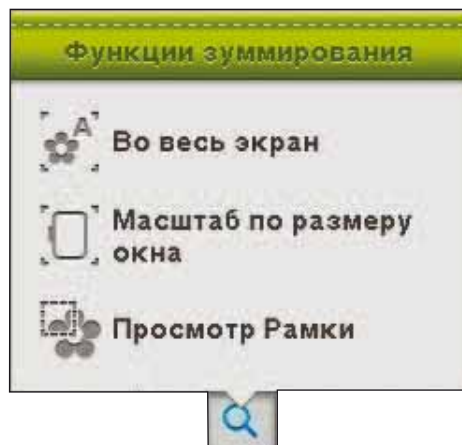 Функции зуммирования
A
Во весь экран
Масштаб по размеру
окна
Просмотр Рамки